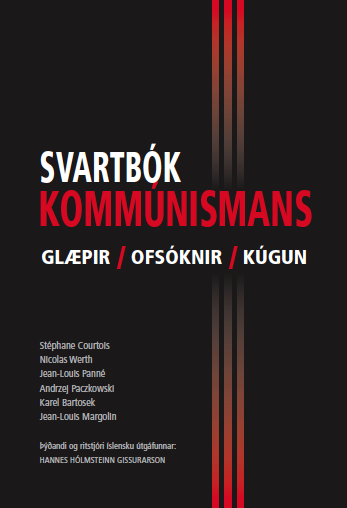 SVARTBÓK
KOMMÚNISMANS
GLÆPIR / OFSÓKNIR / KÚGUN
Stéphane Courtois
Nicolas Werth
Jean-Louis Panné
Andrzej Paczkowski
Karel Bartosek
Jean-Louis Margolin
Þýðandi og ritstjóri íslensku útgáfunnar:
HANNES HÓLMSTEINN GISSURARSON